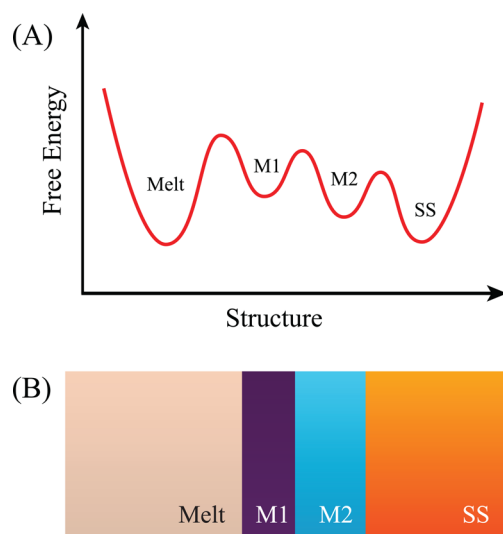 (A)
Free Energy
Melt
M1
M2
SS
Structure
(B)
Melt M1 M2 SS